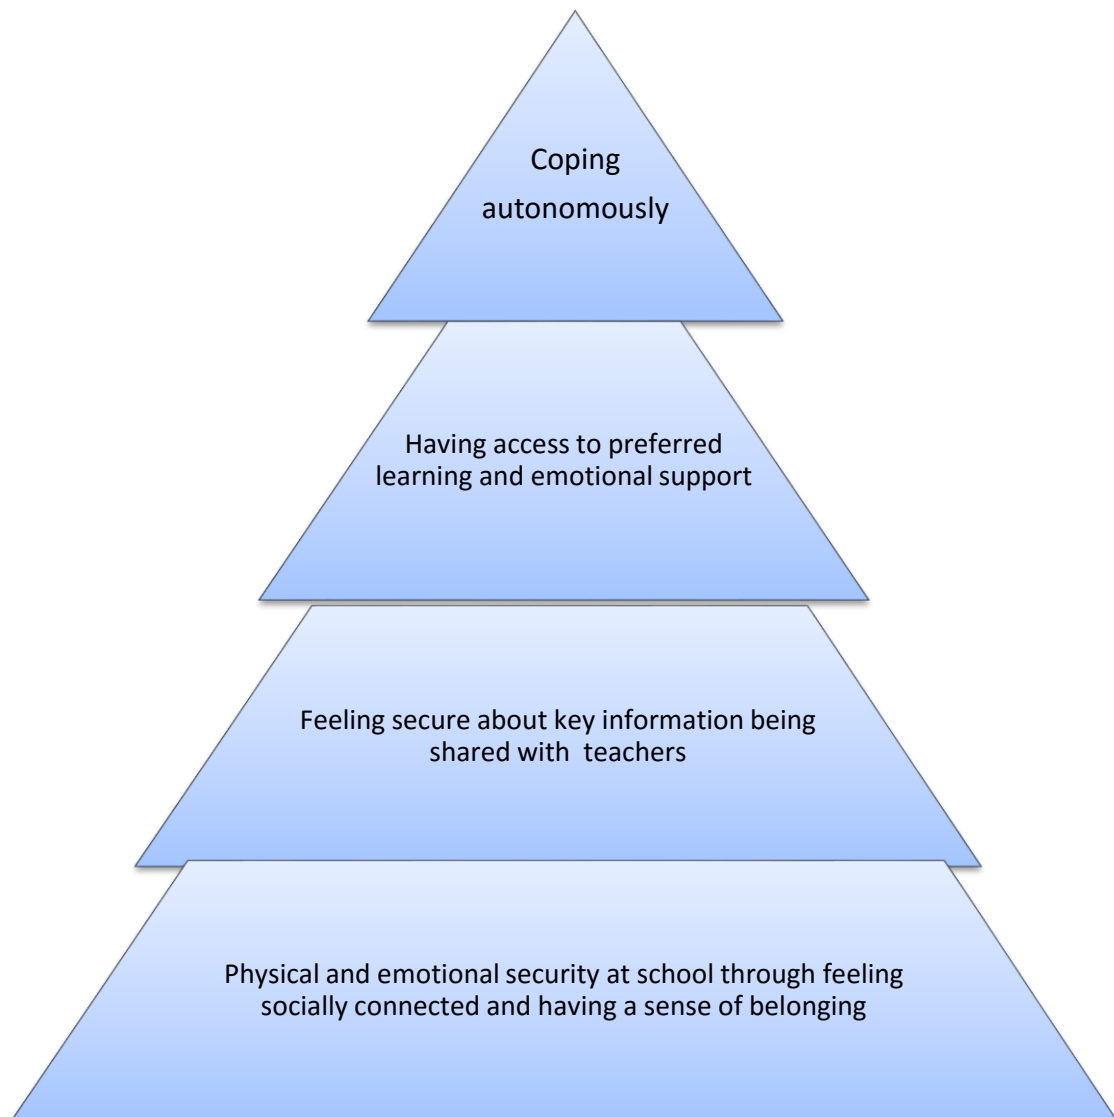 Coping
autonomously
Having access to preferred
learning and emotional support
Feeling secure about key information being
shared with  teachers
Physical and emotional security at school through feeling
socially connected and having a sense of belonging